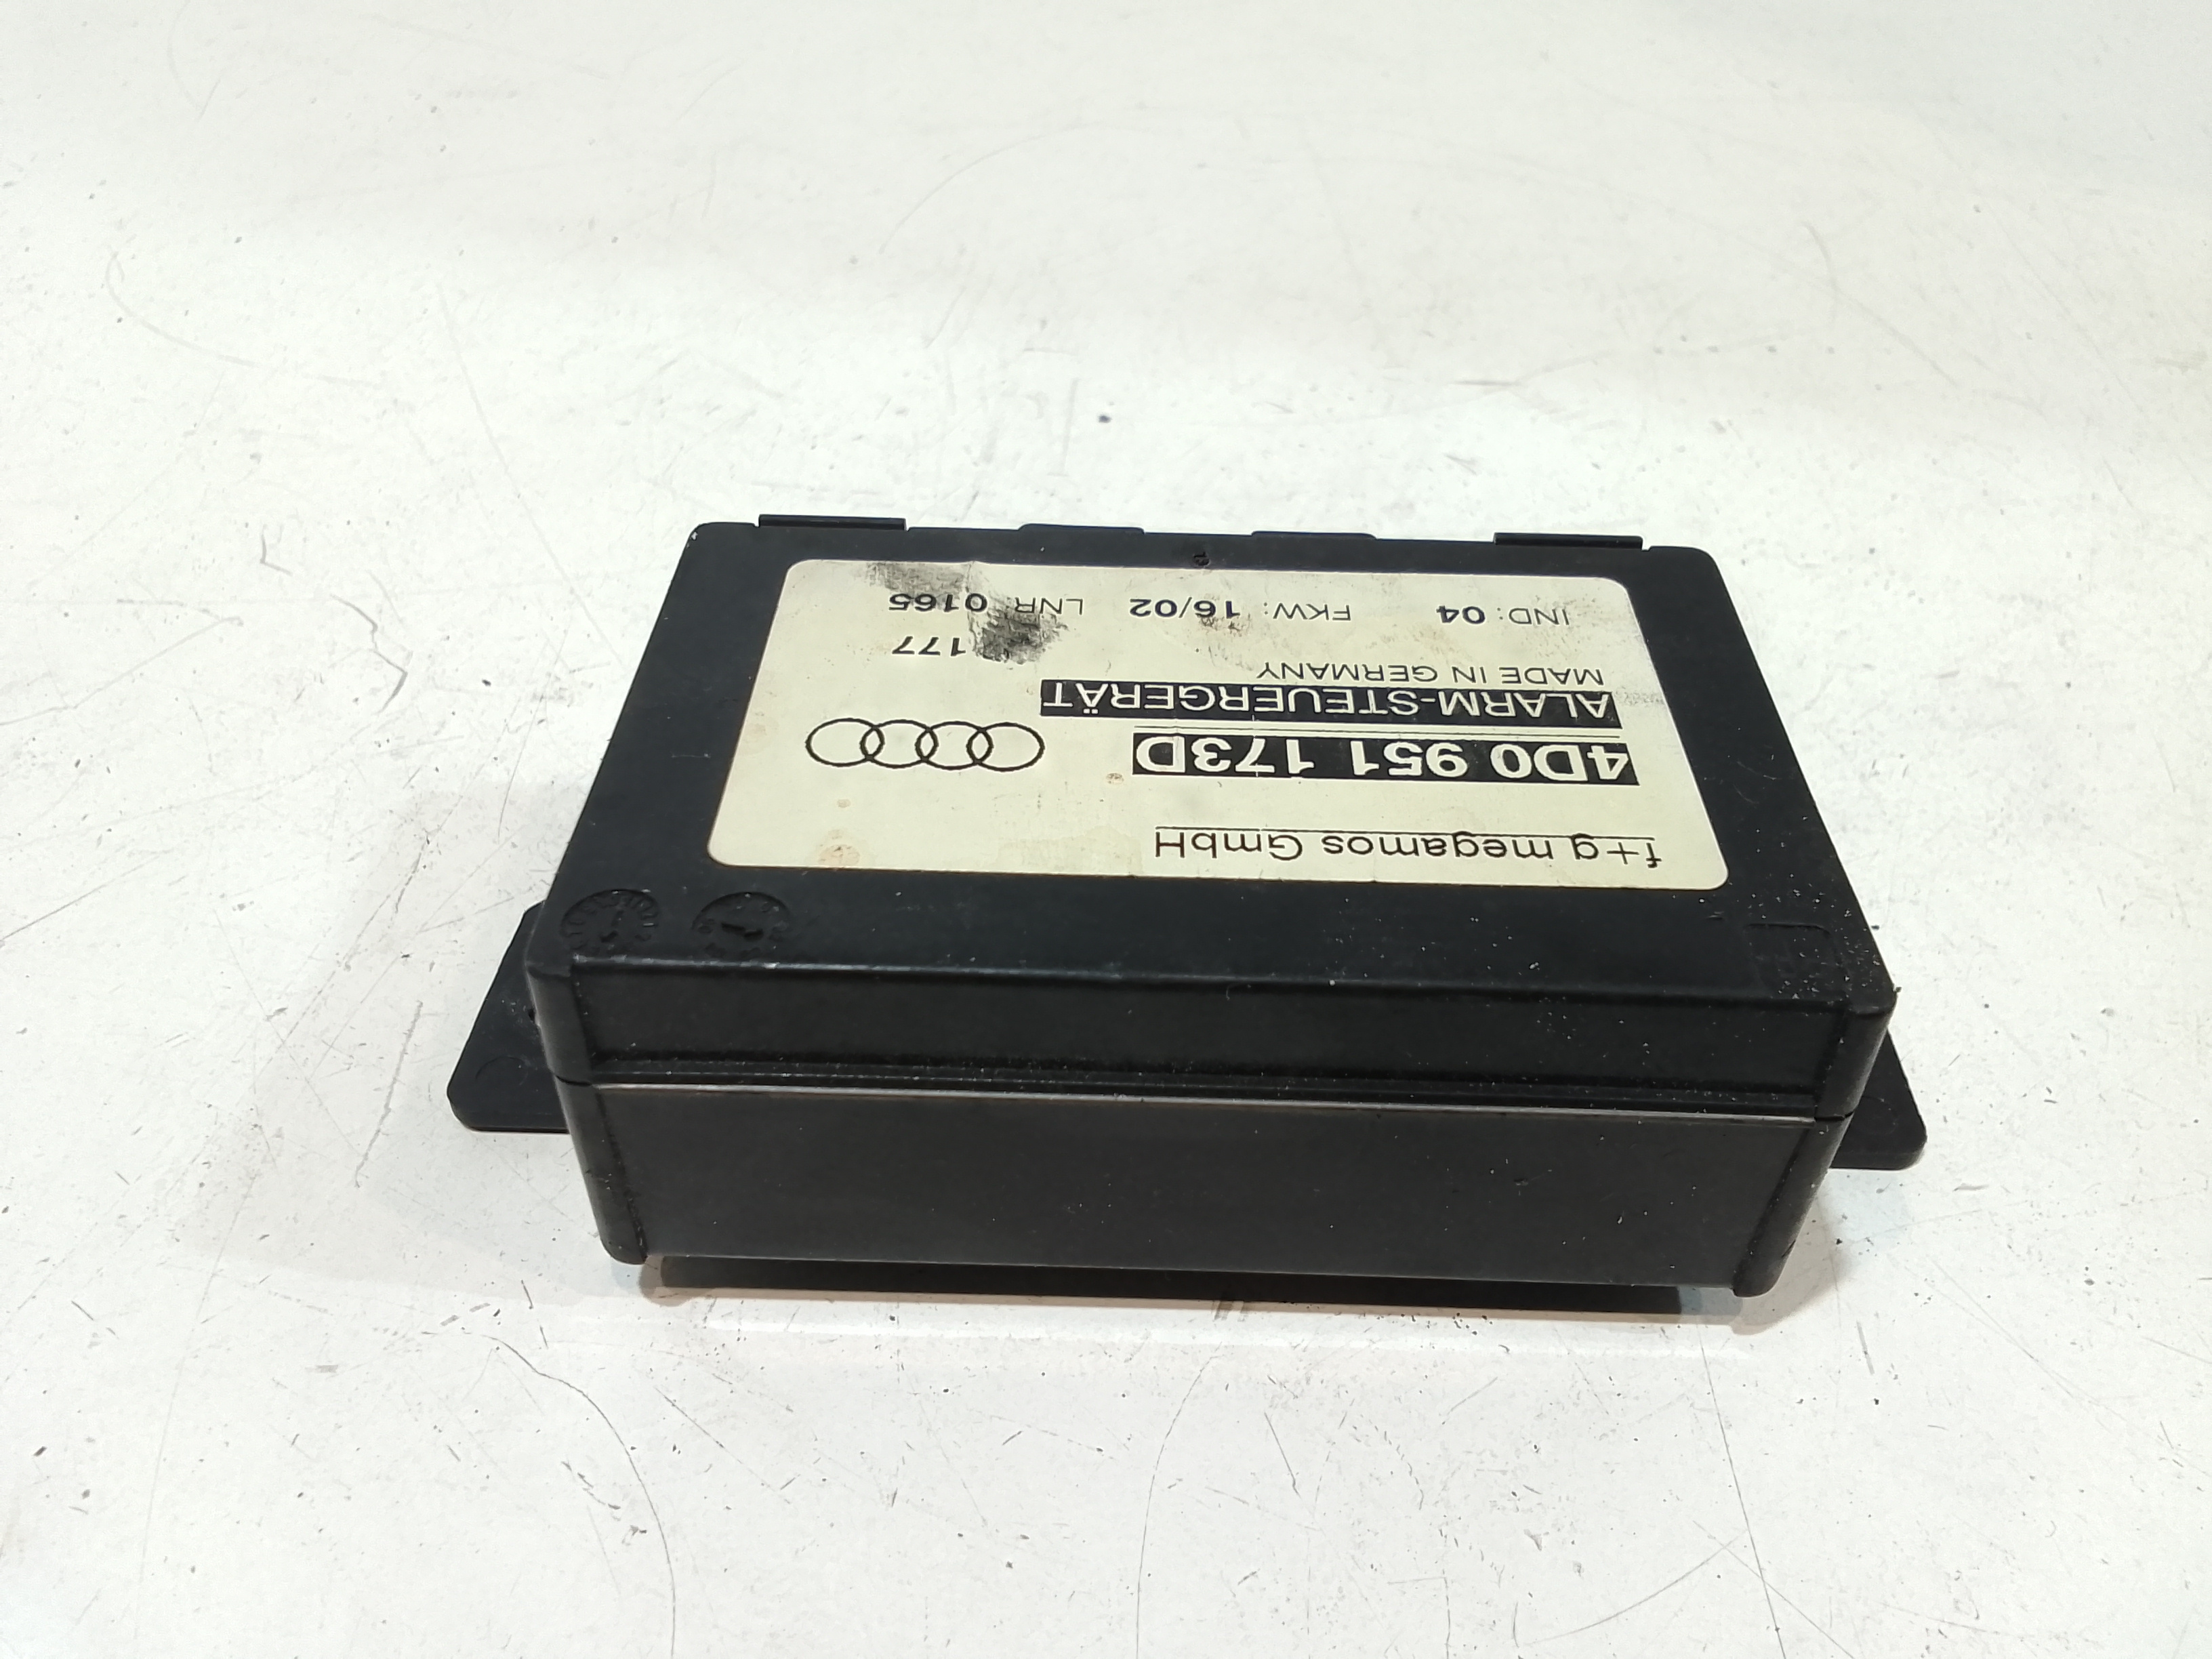 f+g megamos GmbH
4D0 951 173D
ALARM-STEUERGERÄT
MADE IN GERMANY
177
IND: 04 FKW: 16/02 LNR: 0165